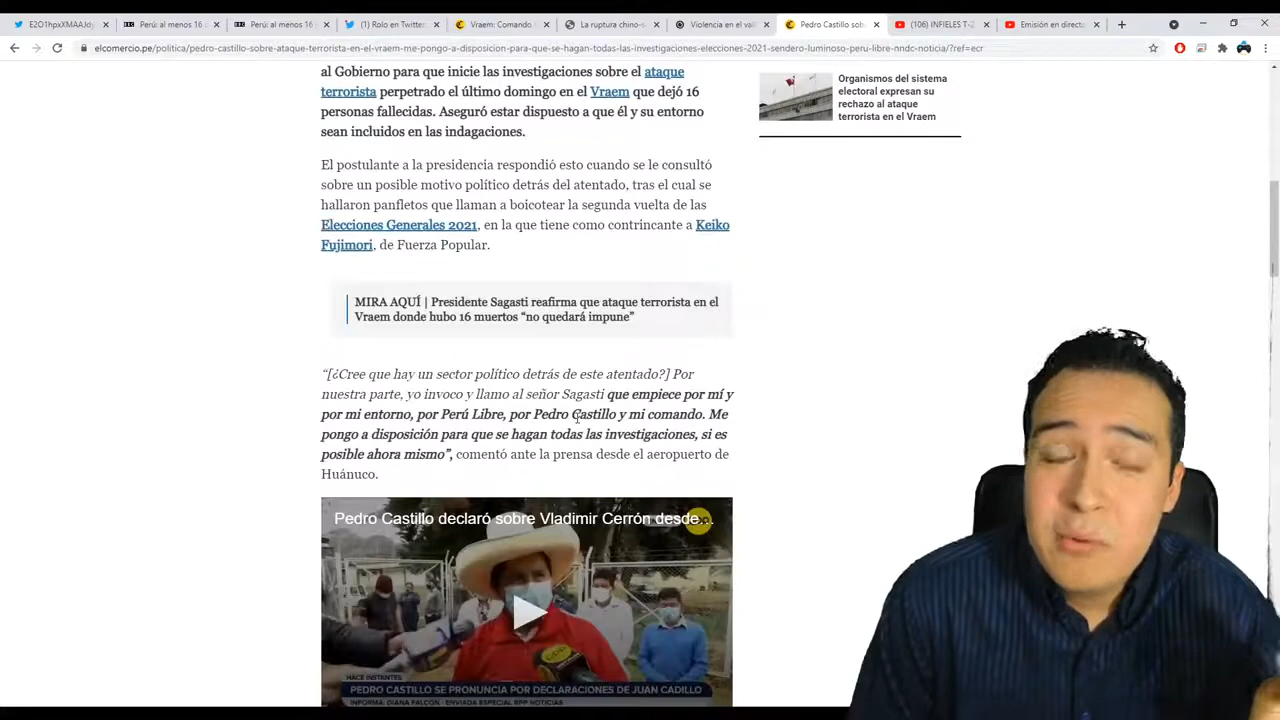 E2O1hpxXMAAJd
Perú: al menos 16
Perú: al menos 16
(1) Rolo en Twitter
Vraem: Comando
La ruptura chino-s
Violencia en el vall
Pedro Castillo sob
(106) INFIELES T-2
Emisión en direct
elcomercio.pe/politica/pedro-castillo-sobre-ataque-terrorista-en-el-vraem-me-pongo-a-disposicion-para-que-se-hagan-todas-las-investigaciones-elecciones-2021-sendero-luminoso-peru-libre-nndc-noticia/?ref=ecr
al Gobierno para que inicie las investigaciones sobre el ataque
terrorista perpetrado el último domingo en el Vraem que dejó 16
personas fallecidas. Aseguró estar dispuesto a que él y su entorno
sean incluidos en las indagaciones.
El postulante a la presidencia respondió esto cuando se le consultó
sobre un posible motivo político detrás del atentado, tras el cual se
hallaron panfletos que llaman a boicotear la segunda vuelta de las
Elecciones Generales 2021, en la que tiene como contrincante a Keiko
Fujimori, de Fuerza Popular.
MIRA AQUÍ | Presidente Sagasti reafirma que ataque terrorista en el
Vraem donde hubo 16 muertos “no quedará impune”
“[¿Cree que hay un sector político detrás de este atentado?] Por
nuestra parte, yo invoco y llamo al señor Sagasti que empiece por mí y
por mi entorno, por Perú Libre, por Pedro Castillo y mi comando. Me
pongo a disposición para que se hagan todas las investigaciones, si es
posible ahora mismo”, comentó ante la prensa desde el aeropuerto de
Huánuco.
Pedro Castillo declaró sobre Vladimir Cerrón desde...
HACE INSTANTES
PEDRO CASTILLO SE PRONUNCIA POR DECLARACIONES DE JUAN CADILLO
INFORMA: DIANA FALCÓN - ENVIADA ESPECIAL RPP NOTICIAS
Organismos del sistema
electoral expresan su
rechazo al ataque
terrorista en el Vraem